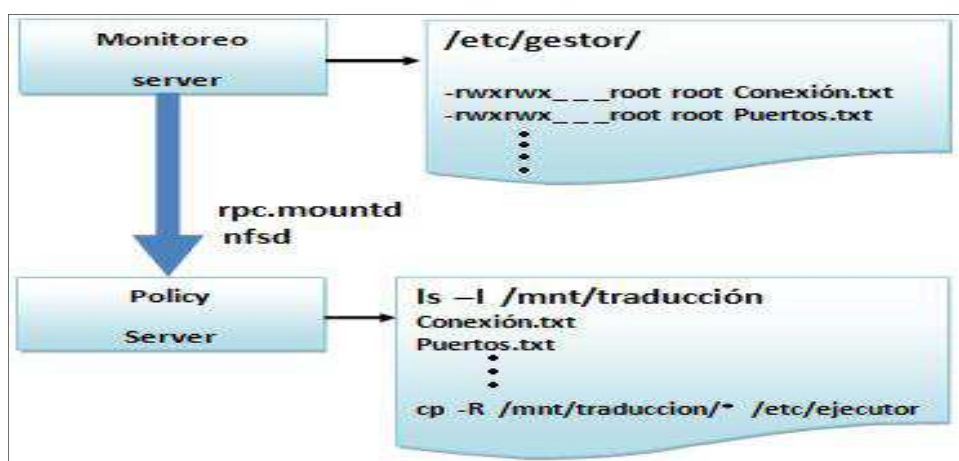 Monitoreo
server
/etc/gestor/
-rwxrwx_ _ _root root Conexión.txt
-rwxrwx_ _ _root root Puertos.txt
rpc.mountd
nfsd
Policy
Server
ls –l /mnt/traducción
Conexión.txt
Puertos.txt
cp -R /mnt/traduccion/* /etc/ejecutor